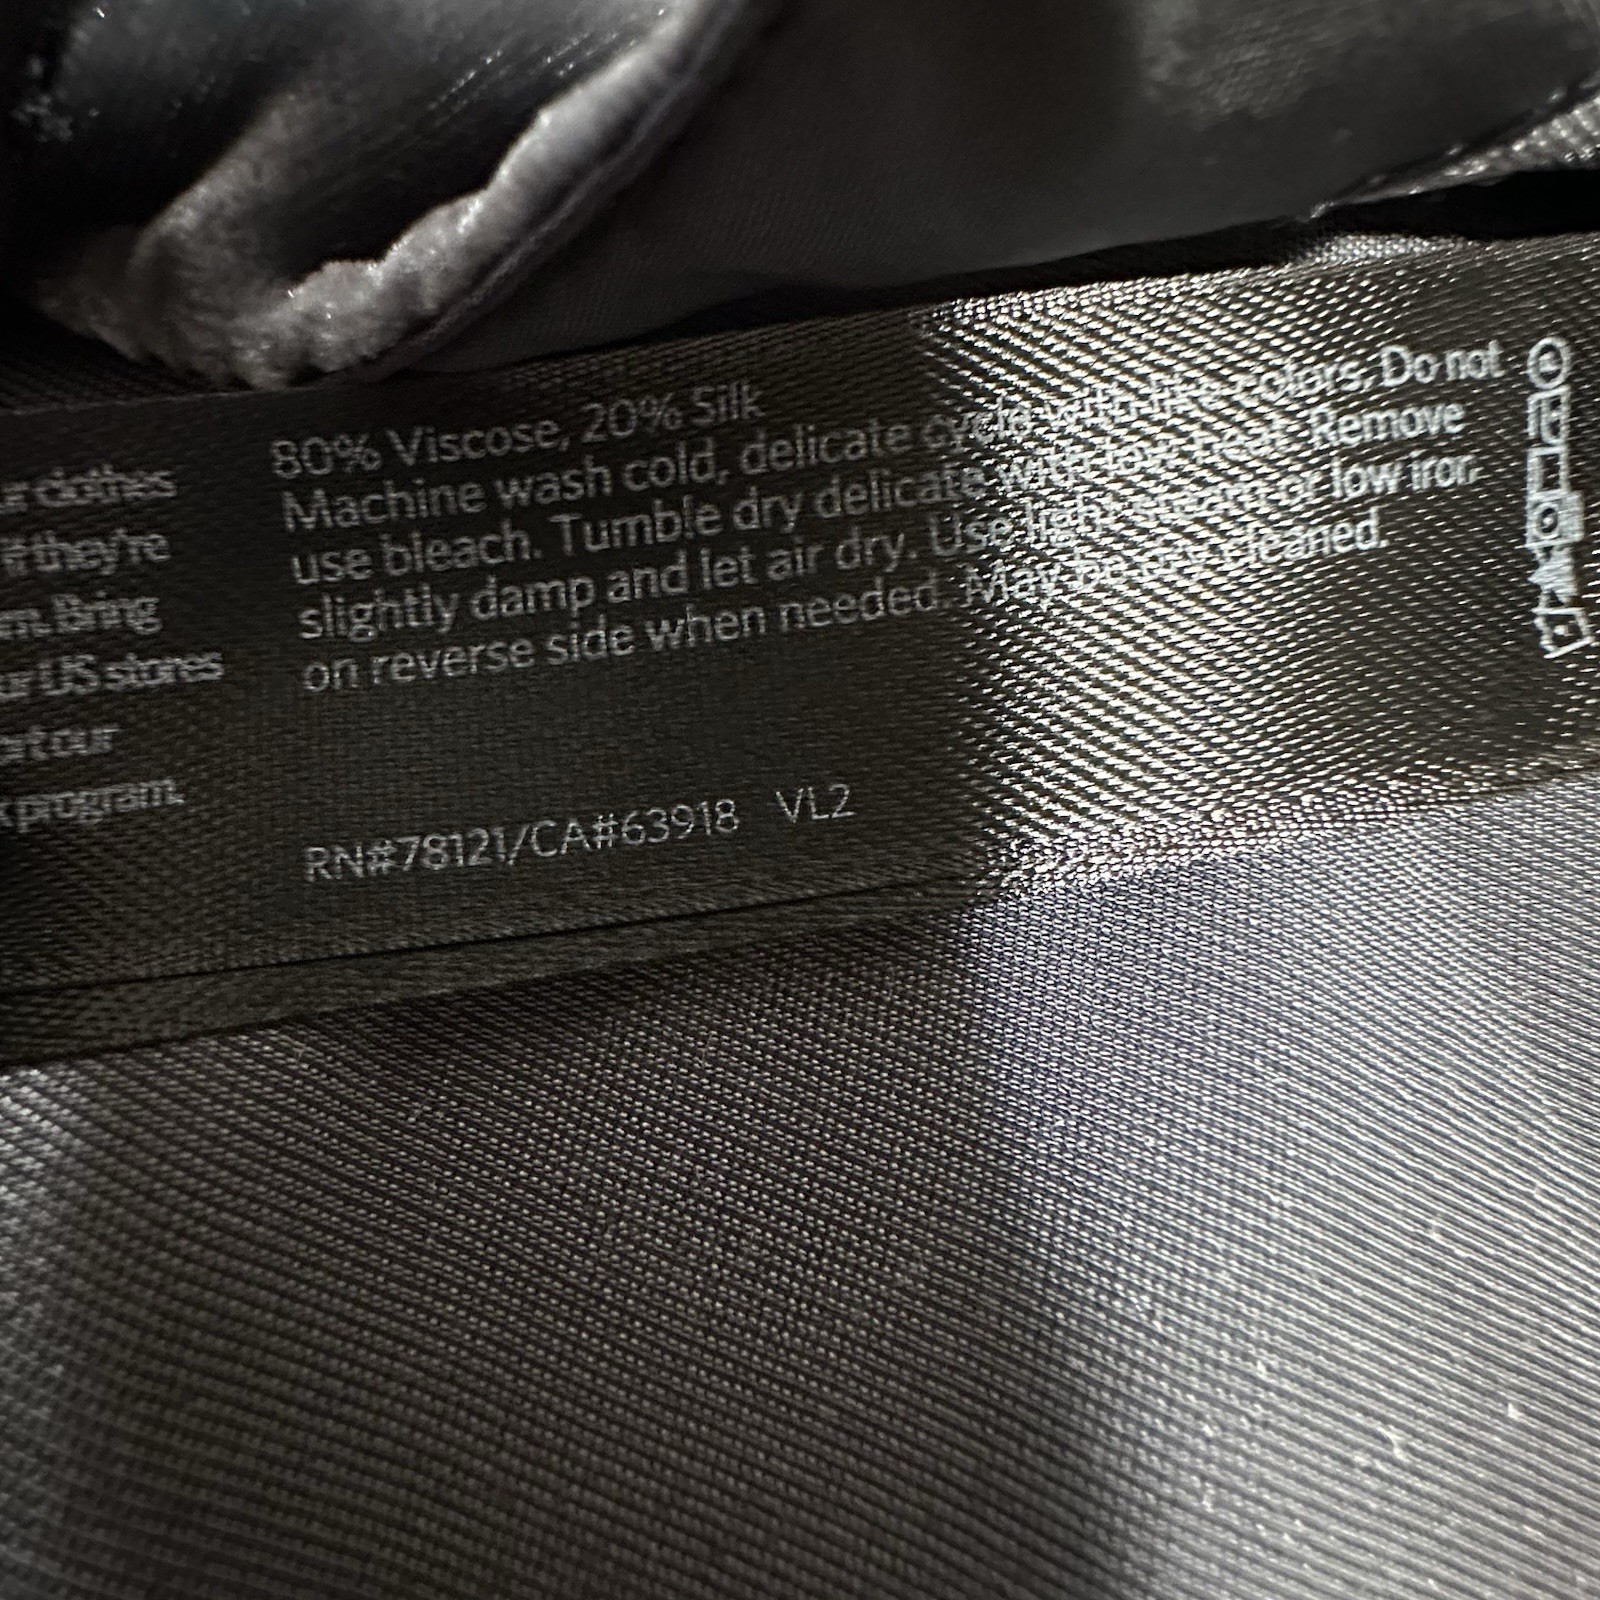 ur clothes
if they're
m. Bring
ur US stores
our
program.
80% Viscose, 20% Silk
Machine wash cold, delicate cycle with like colors. Do not
use bleach. Tumble dry delicate with low heat. Remove
slightly damp and let air dry. Use light steam or low iron
on reverse side when needed. May be dry cleaned.
RN#78121/CA#63918 VL2